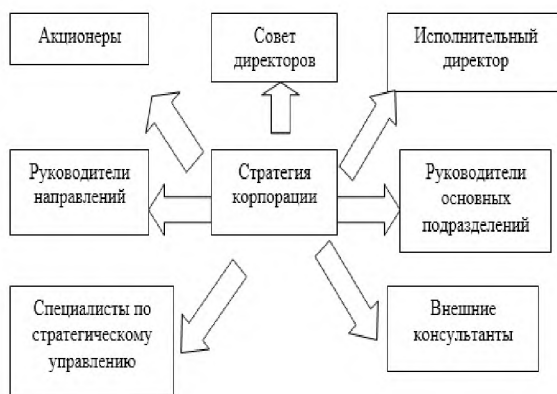 Акционеры
Совет
директоров
Исполнительный
директор
Руководители
направлений
Стратегия
корпорации
Руководители
основных
подразделений
Специалисты по
стратегическому
управлению
Внешние
консультанты